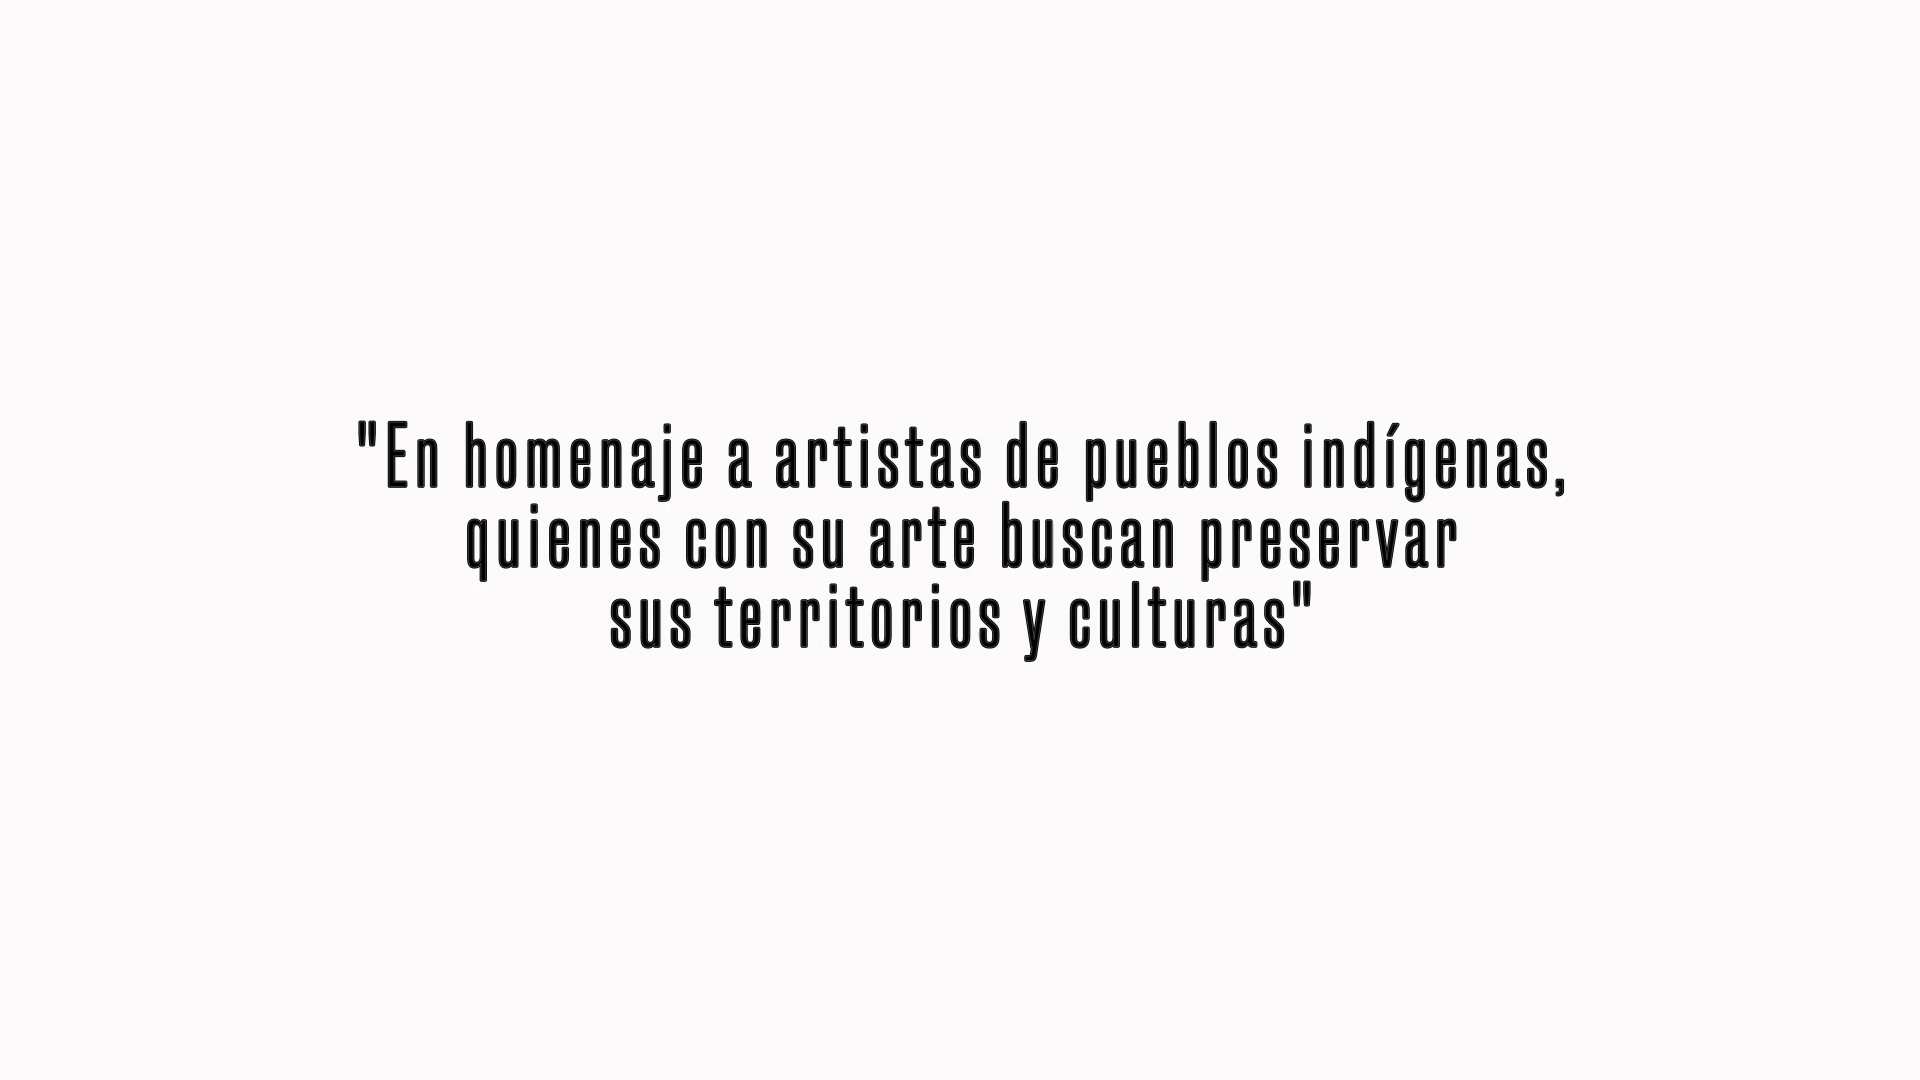 "En homenaje a artistas de pueblos indígenas,
quienes con su arte buscan preservar
sus territorios y culturas"